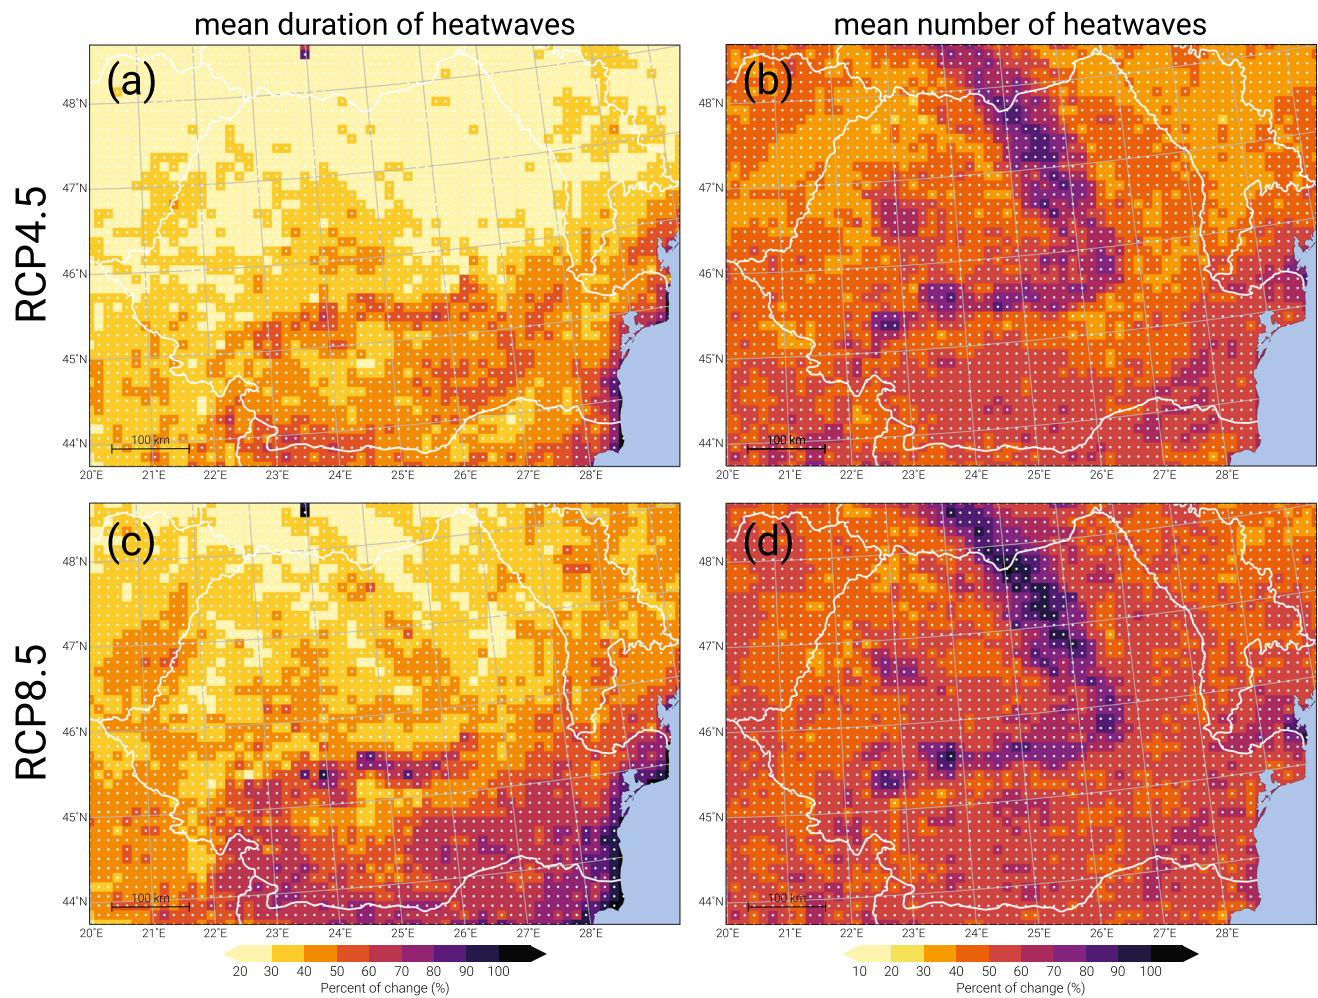 mean duration of heatwaves mean number of heatwaves
RCP4.5
(a)
48°N
47°N
46°N
45°N
44°N
100 km
20°E 21°E 22°E 23°E 24°E 25°E 26°E 27°E 28°E
(b)
48°N
47°N
46°N
45°N
44°N
100 km
20°E 21°E 22°E 23°E 24°E 25°E 26°E 27°E 28°E
RCP8.5
(c)
48°N
47°N
46°N
45°N
44°N
100 km
20°E 21°E 22°E 23°E 24°E 25°E 26°E 27°E 28°E
(d)
48°N
47°N
46°N
45°N
44°N
100 km
20°E 21°E 22°E 23°E 24°E 25°E 26°E 27°E 28°E
20 30 40 50 60 70 80 90 100
Percent of change (%)
10 20 30 40 50 60 70 80 90 100
Percent of change (%)